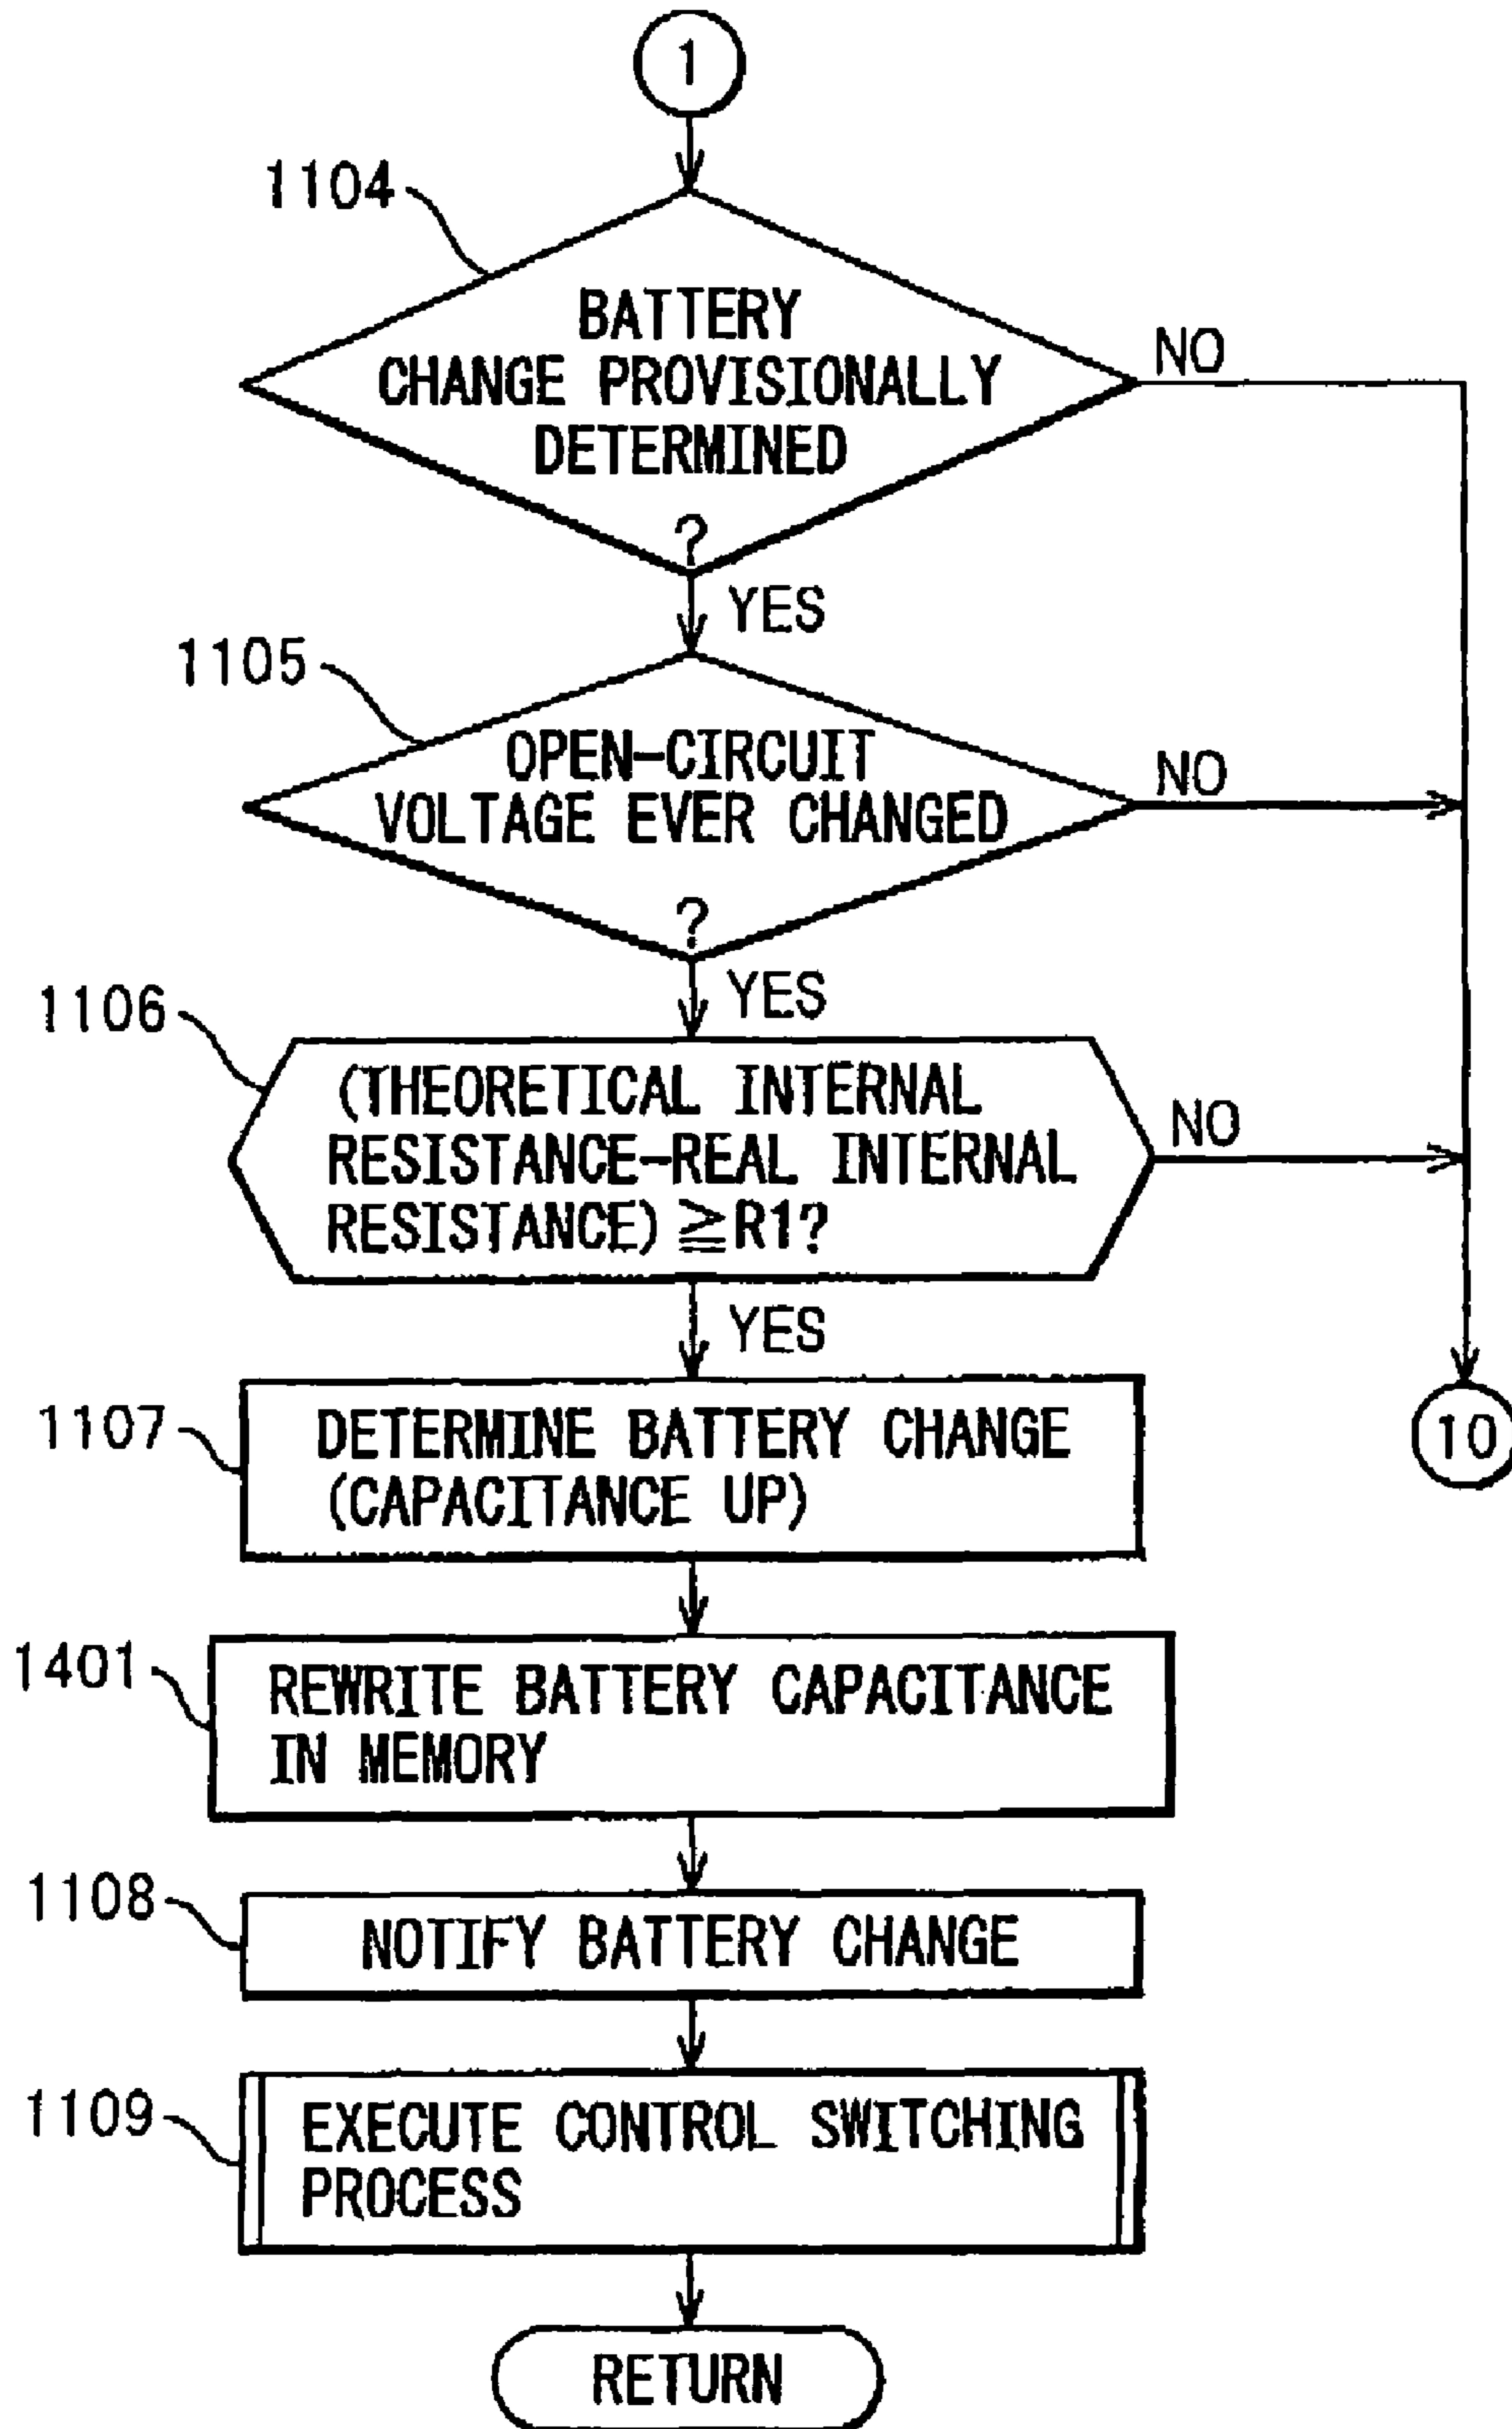 1
1104
BATTERY
CHANGE PROVISIONALLY
DETERMINED
?
NO
YES
1105
OPEN-CIRCUIT
VOLTAGE EVER CHANGED
?
NO
YES
1106
(THEORETICAL INTERNAL
RESISTANCE-REAL INTERNAL
RESISTANCE) ≧R1?
NO
YES
1107
DETERMINE BATTERY CHANGE
(CAPACITANCE UP)
10
1401
REWRITE BATTERY CAPACITANCE
IN MEMORY
1108
NOTIFY BATTERY CHANGE
1109
EXECUTE CONTROL SWITCHING
PROCESS
RETURN